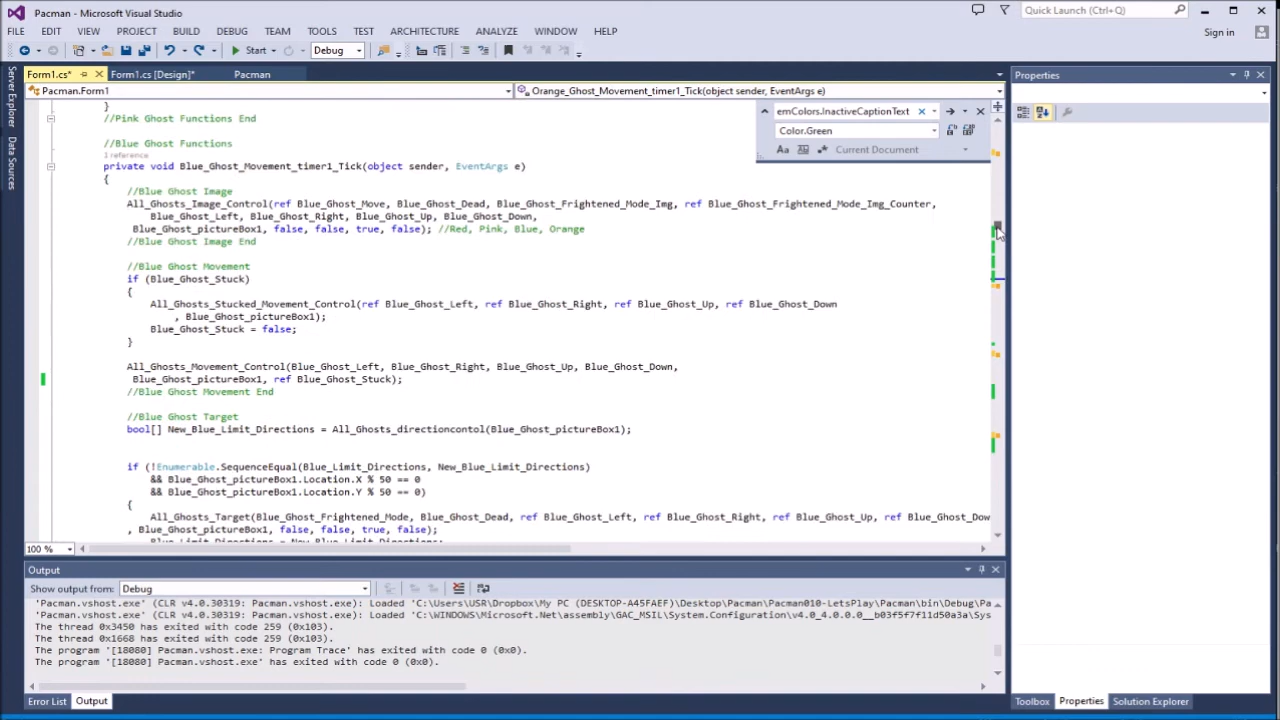 Pacman - Microsoft Visual Studio
Quick Launch (Ctrl+Q)
FILE EDIT VIEW PROJECT BUILD DEBUG TEAM TOOLS TEST ARCHITECTURE ANALYZE WINDOW HELP
Sign in
Start Debug
Form1.cs* Form1.cs [Design]* Pacman
Properties
Pacman.Form1 Orange_Ghost_Movement_timer1_Tick(object sender, EventArgs e)
Server Explorer
Data Sources
emColors.InactiveCaptionText
Color.Green
Aa Current Document
}
//Pink Ghost Functions End
//Blue Ghost Functions
1 reference
private void Blue_Ghost_Movement_timer1_Tick(object sender, EventArgs e)
{
//Blue Ghost Image
All_Ghosts_Image_Control(ref Blue_Ghost_Move, Blue_Ghost_Dead, Blue_Ghost_Frightened_Mode_Img, ref Blue_Ghost_Frightened_Mode_Img_Counter,
Blue_Ghost_Left, Blue_Ghost_Right, Blue_Ghost_Up, Blue_Ghost_Down,
Blue_Ghost_pictureBox1, false, false, true, false); //Red, Pink, Blue, Orange
//Blue Ghost Image End
//Blue Ghost Movement
if (Blue_Ghost_Stuck)
{
All_Ghosts_Stucked_Movement_Control(ref Blue_Ghost_Left, ref Blue_Ghost_Right, ref Blue_Ghost_Up, ref Blue_Ghost_Down
, Blue_Ghost_pictureBox1);
Blue_Ghost_Stuck = false;
}
All_Ghosts_Movement_Control(Blue_Ghost_Left, Blue_Ghost_Right, Blue_Ghost_Up, Blue_Ghost_Down,
Blue_Ghost_pictureBox1, ref Blue_Ghost_Stuck);
//Blue Ghost Movement End
//Blue Ghost Target
bool[] New_Blue_Limit_Directions = All_Ghosts_directioncontol(Blue_Ghost_pictureBox1);
if (!Enumerable.SequenceEqual(Blue_Limit_Directions, New_Blue_Limit_Directions)
&& Blue_Ghost_pictureBox1.Location.X % 50 == 0
&& Blue_Ghost_pictureBox1.Location.Y % 50 == 0)
{
All_Ghosts_Target(Blue_Ghost_Frightened_Mode, Blue_Ghost_Dead, ref Blue_Ghost_Left, ref Blue_Ghost_Right, ref Blue_Ghost_Up, ref Blue_Ghost_Dow
, Blue_Ghost_pictureBox1, false, false, true, false);
Blue_Limit_Directions = New_Blue_Limit_Directions;
100 %
Output
Show output from: Debug
'Pacman.vshost.exe' (CLR v4.0.30319: Pacman.vshost.exe): Loaded 'C:\Users\USR\Dropbox\My PC (DESKTOP-A45FAEF)\Desktop\Pacman\Pacman010-LetsPlay\Pacman\bin\Debug\Pa
'Pacman.vshost.exe' (CLR v4.0.30319: Pacman.vshost.exe): Loaded 'C:\WINDOWS\Microsoft.Net\assembly\GAC_MSIL\System.Configuration\v4.0_4.0.0.0__b03f5f7f11d50a3a\Sys
The thread 0x3450 has exited with code 259 (0x103).
The thread 0x1668 has exited with code 259 (0x103).
The program '[18080] Pacman.vshost.exe: Program Trace' has exited with code 0 (0x0).
The program '[18080] Pacman.vshost.exe' has exited with code 0 (0x0).
Error List Output
Toolbox Properties Solution Explorer